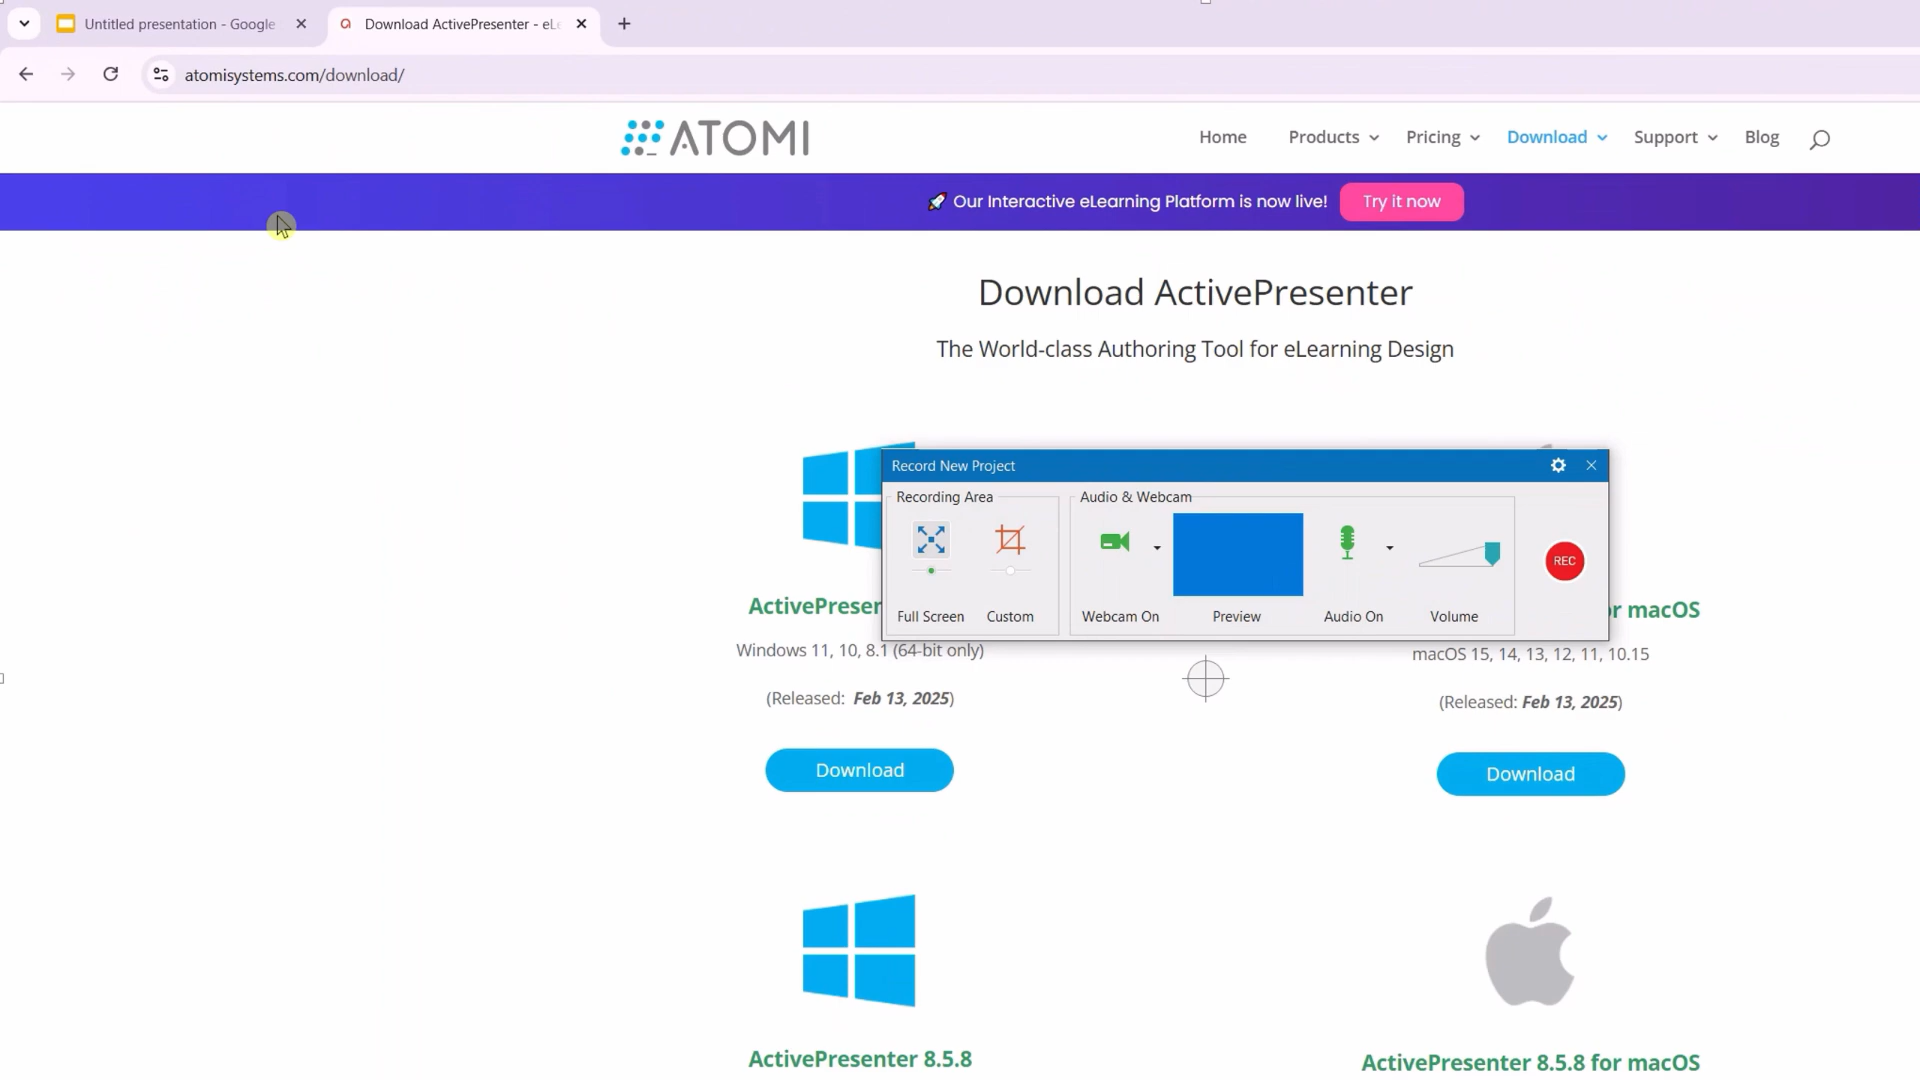 Untitled presentation - Google
Download ActivePresenter - eLe
atomisystems.com/download/
ATOMI
Home
Products
Pricing
Download
Support
Blog
🚀 Our Interactive eLearning Platform is now live!
Try it now
Download ActivePresenter
The World-class Authoring Tool for eLearning Design
Record New Project
Recording Area
Audio & Webcam
REC
Full Screen
Custom
Webcam On
Preview
Audio On
Volume
ActivePresen
or macOS
Windows 11, 10, 8.1 (64-bit only)
macOS 15, 14, 13, 12, 11, 10.15
(Released: Feb 13, 2025)
(Released: Feb 13, 2025)
Download
Download
ActivePresenter 8.5.8
ActivePresenter 8.5.8 for macOS